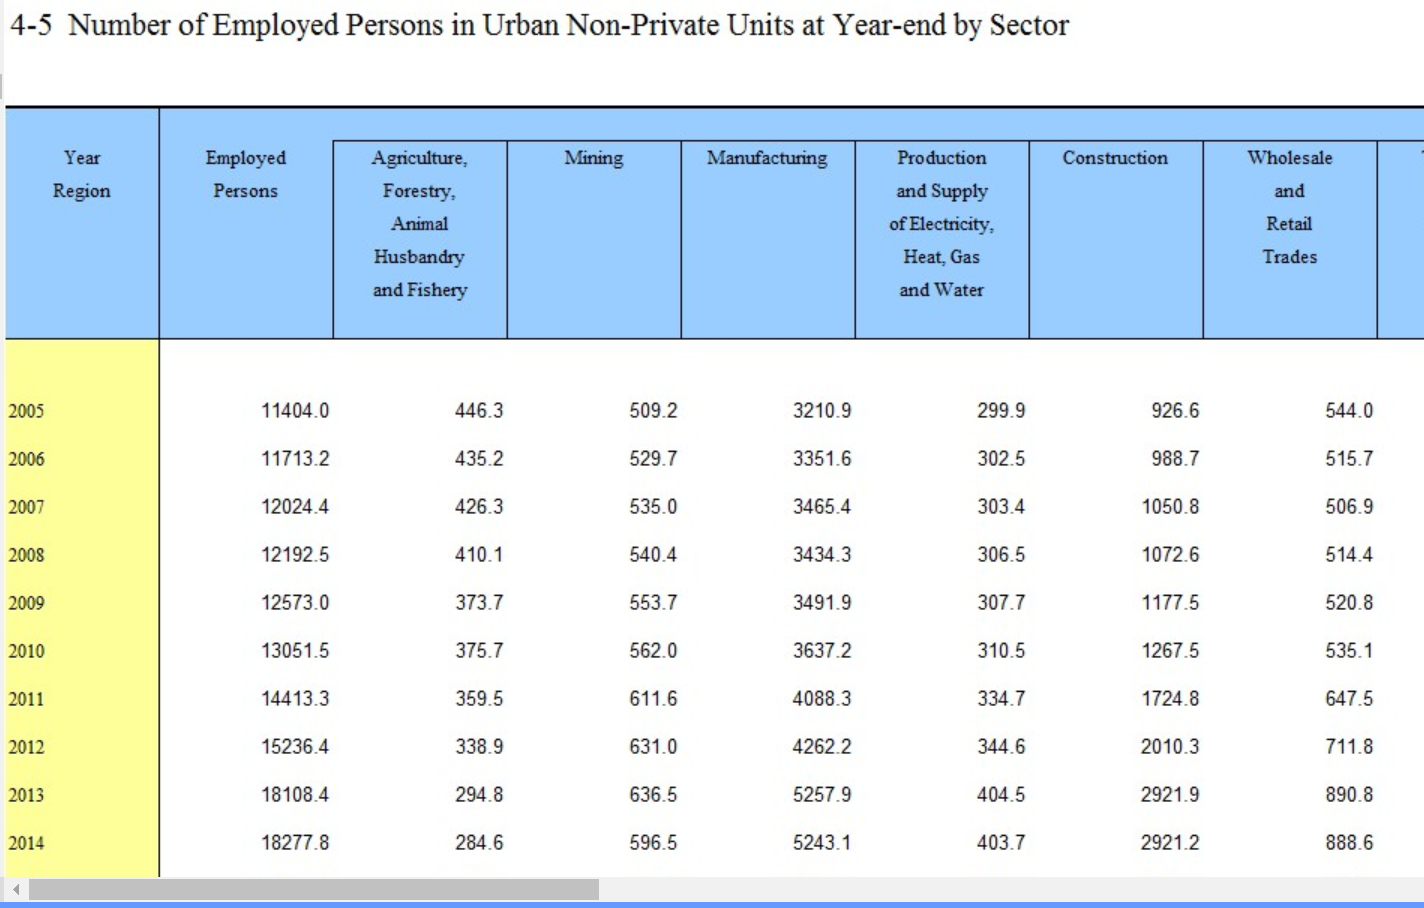 4-5 Number of Employed Persons in Urban Non-Private Units at Year-end by Sector
Year Employed Agriculture, Mining Manufacturing Production Construction Wholesale
Region Persons Forestry, and Supply and
Animal of Electricity, Retail
Husbandry Heat, Gas Trades
and Fishery and Water
2005 11404.0 446.3 509.2 3210.9 299.9 926.6 544.0
2006 11713.2 435.2 529.7 3351.6 302.5 988.7 515.7
2007 12024.4 426.3 535.0 3465.4 303.4 1050.8 506.9
2008 12192.5 410.1 540.4 3434.3 306.5 1072.6 514.4
2009 12573.0 373.7 553.7 3491.9 307.7 1177.5 520.8
2010 13051.5 375.7 562.0 3637.2 310.5 1267.5 535.1
2011 14413.3 359.5 611.6 4088.3 334.7 1724.8 647.5
2012 15236.4 338.9 631.0 4262.2 344.6 2010.3 711.8
2013 18108.4 294.8 636.5 5257.9 404.5 2921.9 890.8
2014 18277.8 284.6 596.5 5243.1 403.7 2921.2 888.6